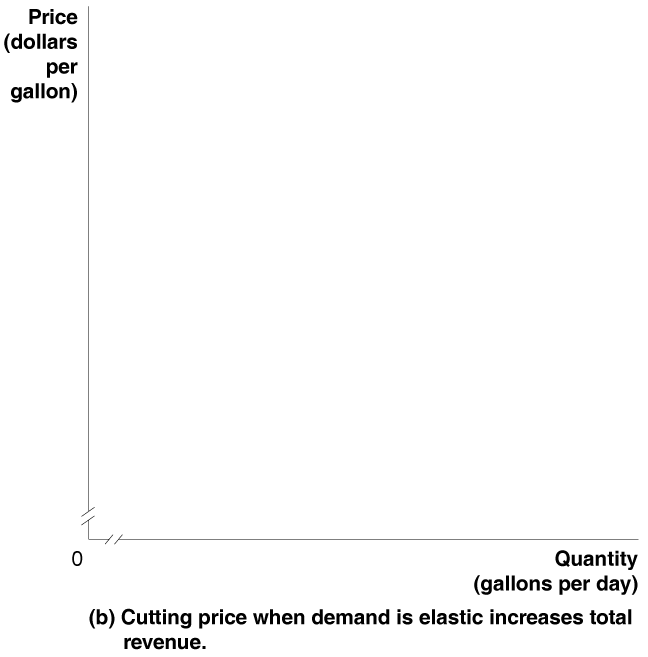 Price
(dollars
per
gallon)
0
Quantity
(gallons per day)
(b) Cutting price when demand is elastic increases total
revenue.